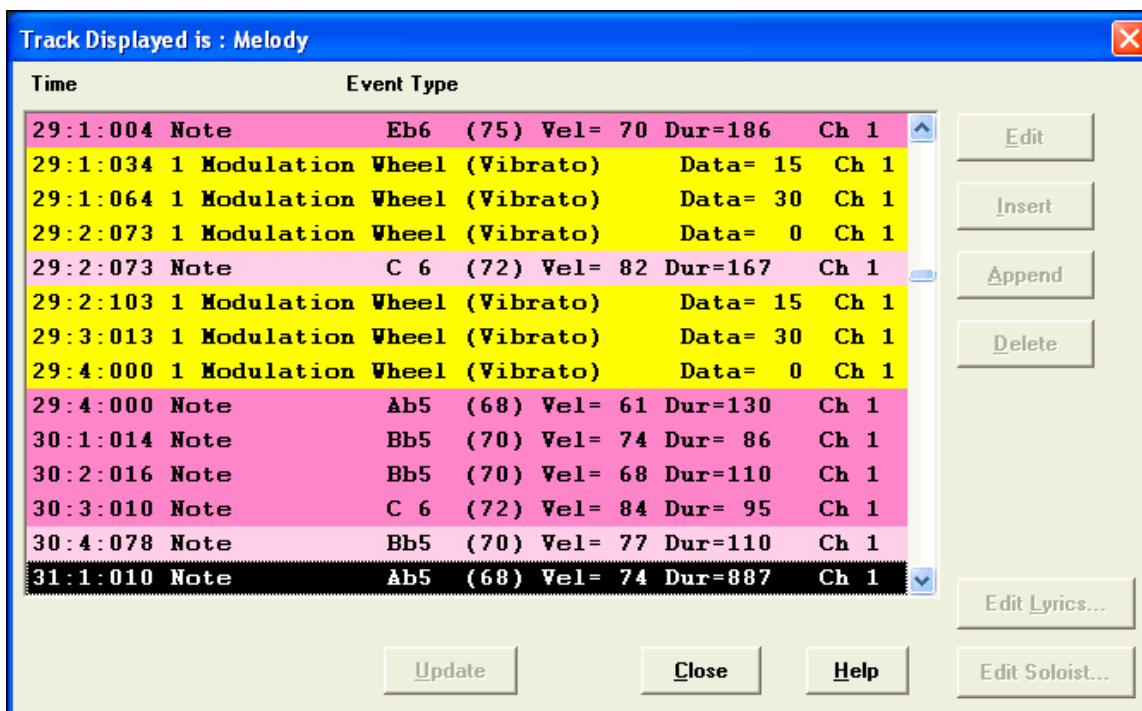 Track Displayed is : Melody
Time Event Type
29:1:004 Note Eb6 (75) Vel= 70 Dur=186 Ch 1
29:1:034 1 Modulation Wheel (Vibrato) Data= 15 Ch 1
29:1:064 1 Modulation Wheel (Vibrato) Data= 30 Ch 1
29:2:073 1 Modulation Wheel (Vibrato) Data= 0 Ch 1
29:2:073 Note C 6 (72) Vel= 82 Dur=167 Ch 1
29:2:103 1 Modulation Wheel (Vibrato) Data= 15 Ch 1
29:3:013 1 Modulation Wheel (Vibrato) Data= 30 Ch 1
29:4:000 1 Modulation Wheel (Vibrato) Data= 0 Ch 1
29:4:000 Note Ab5 (68) Vel= 61 Dur=130 Ch 1
30:1:014 Note Bb5 (70) Vel= 74 Dur= 86 Ch 1
30:2:016 Note Bb5 (70) Vel= 68 Dur=110 Ch 1
30:3:010 Note C 6 (72) Vel= 84 Dur= 95 Ch 1
30:4:078 Note Bb5 (70) Vel= 77 Dur=110 Ch 1
31:1:010 Note Ab5 (68) Vel= 74 Dur=887 Ch 1
Edit
Insert
Append
Delete
Edit Lyrics...
Update Close Help Edit Soloist...